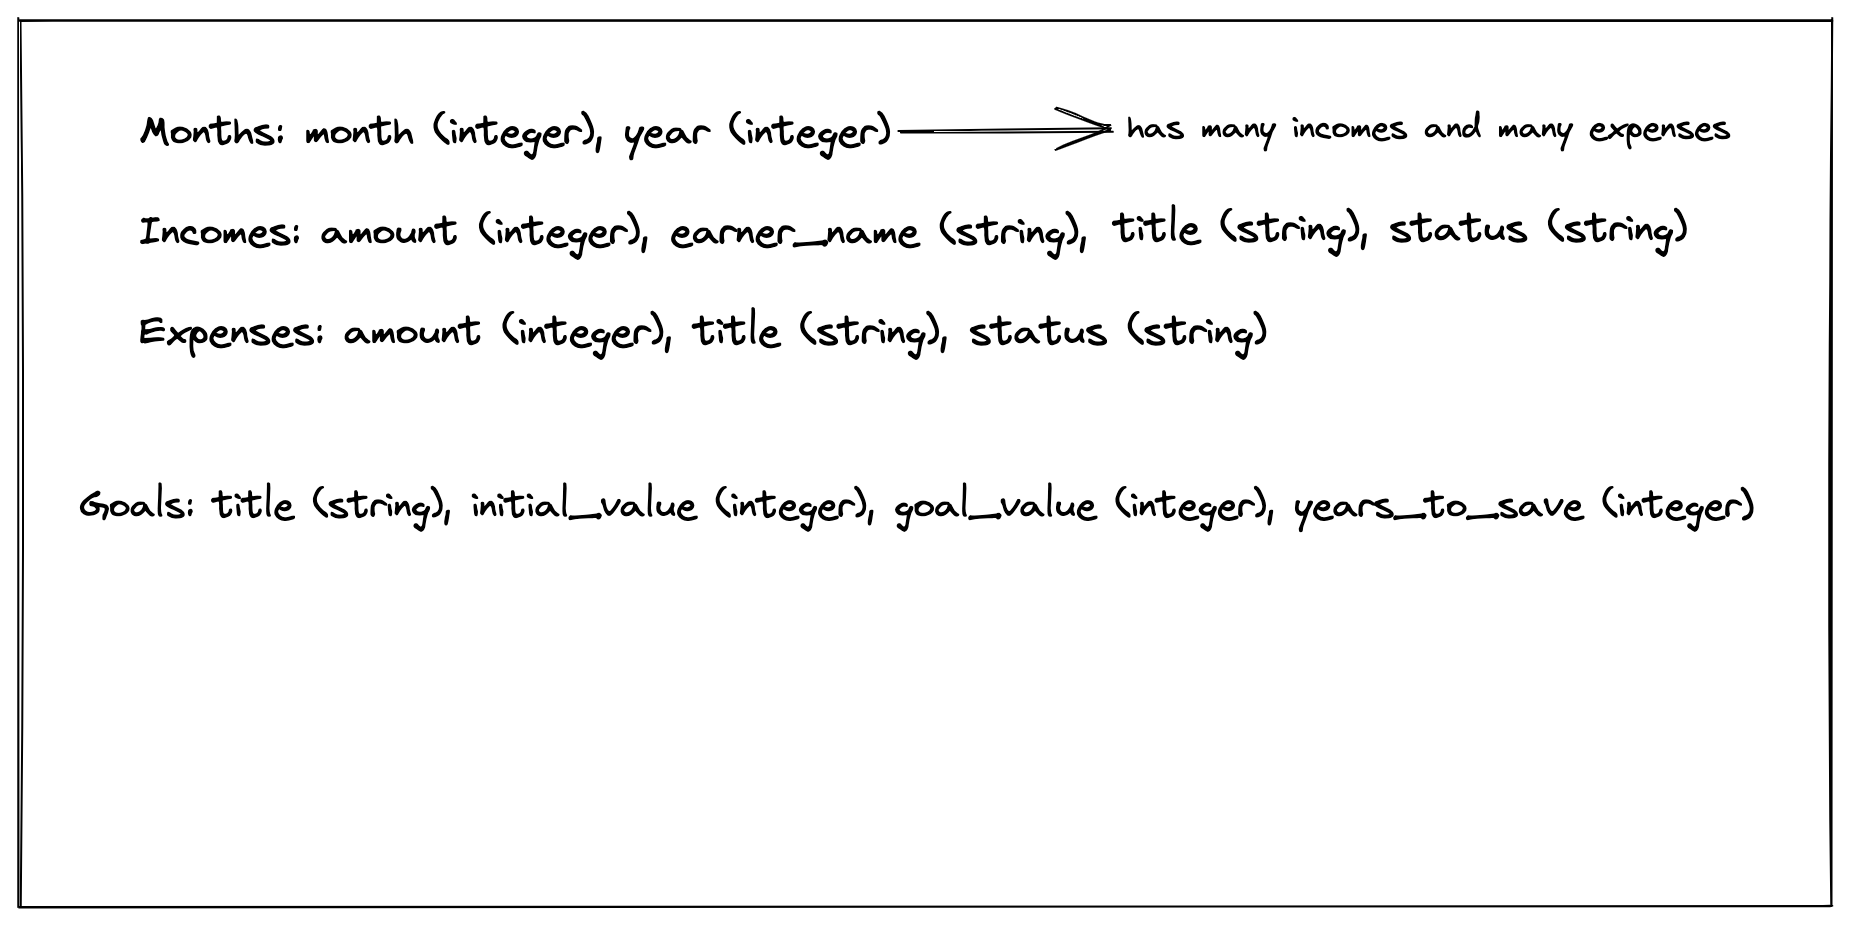 Months: month (integer), year (integer) has many incomes and many expenses
Incomes: amount (integer), earner_name (string), title (string), status (string)
Expenses: amount (integer), title (string), status (string)
Goals: title (string), initial_value (integer), goal_value (integer), years_to_save (integer)